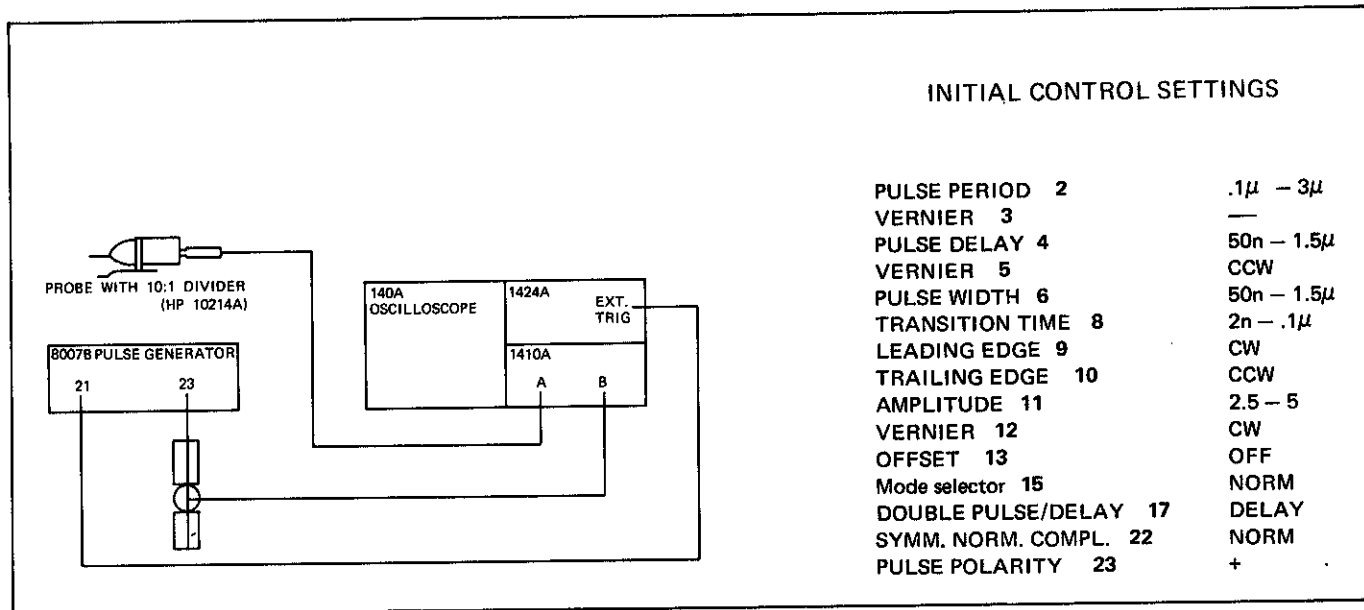 INITIAL CONTROL SETTINGS
PROBE WITH 10:1 DIVIDER
(HP 10214A)
8007B PULSE GENERATOR
21 23
140A
OSCILLOSCOPE
1424A
EXT.
TRIG
1410A
A B
PULSE PERIOD 2 .1μ – 3μ
VERNIER 3 —
PULSE DELAY 4 50n – 1.5μ
VERNIER 5 CCW
PULSE WIDTH 6 50n – 1.5μ
TRANSITION TIME 8 2n – .1μ
LEADING EDGE 9 CW
TRAILING EDGE 10 CCW
AMPLITUDE 11 2.5 – 5
VERNIER 12 CW
OFFSET 13 OFF
Mode selector 15 NORM
DOUBLE PULSE/DELAY 17 DELAY
SYMM. NORM. COMPL. 22 NORM
PULSE POLARITY 23 +